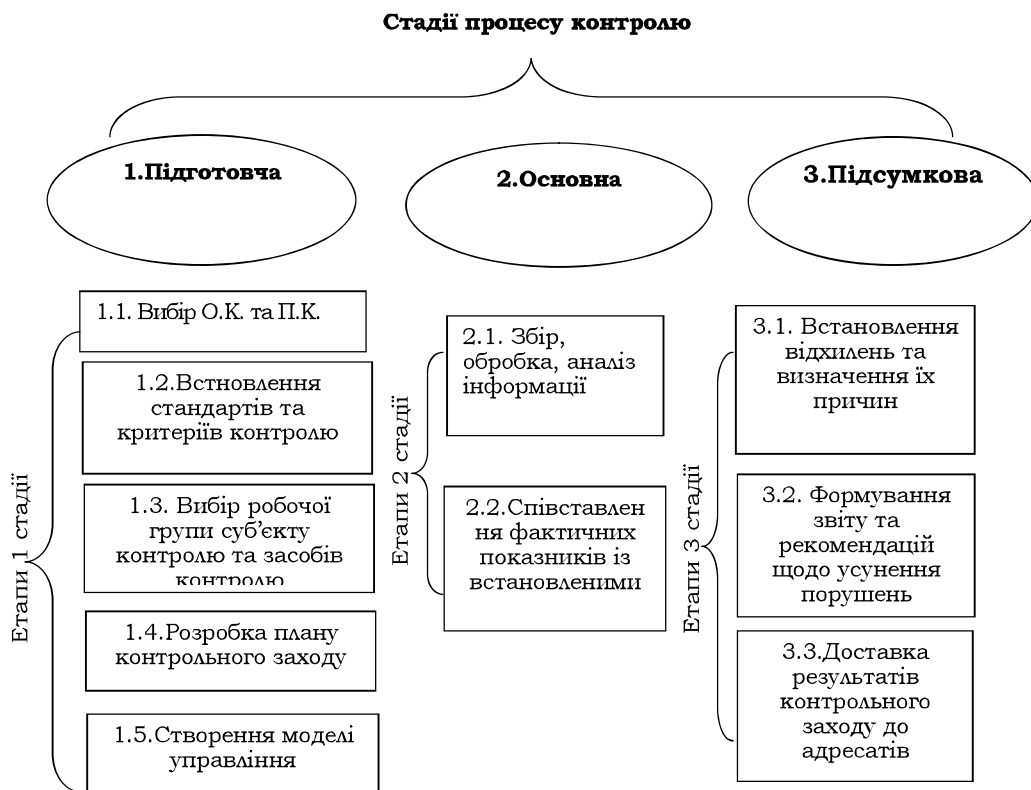 Стадії процесу контролю
1.Підготовча
2.Основна
3.Підсумкова
Етапи 1 стадії
1.1. Вибір О.К. та П.К.
1.2.Встновлення
стандартів та
критеріїв контролю
1.3. Вибір робочої
групи суб’єкту
контролю та засобів
контролю
1.4.Розробка плану
контрольного заходу
1.5.Створення моделі
управління
Етапи 2 стадії
2.1. Збір,
обробка, аналіз
інформації
2.2.Співставлен
ня фактичних
показників із
встановленими
Етапи 3 стадії
3.1. Встановлення
відхилень та
визначення їх
причин
3.2. Формування
звіту та
рекомендацій
щодо усунення
порушень
3.3.Доставка
результатів
контрольного
заходу до
адресатів